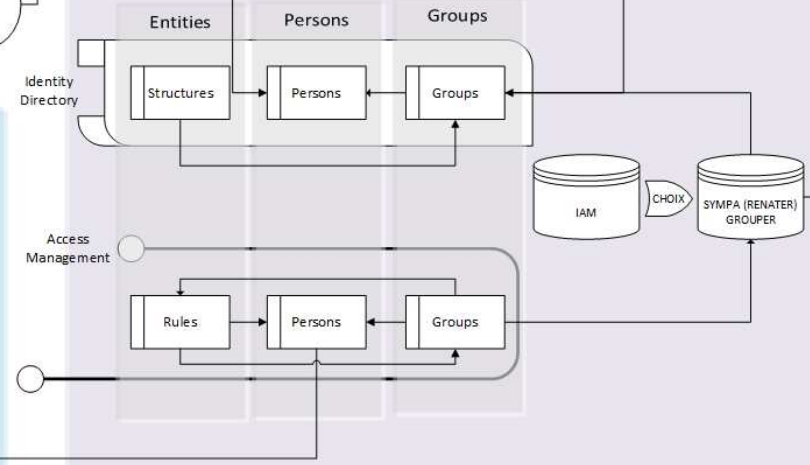 Entities
Persons
Groups
Identity
Directory
Structures
Persons
Groups
IAM
CHOIX
SYMPA (RENATER)
GROUPER
Access
Management
Rules
Persons
Groups